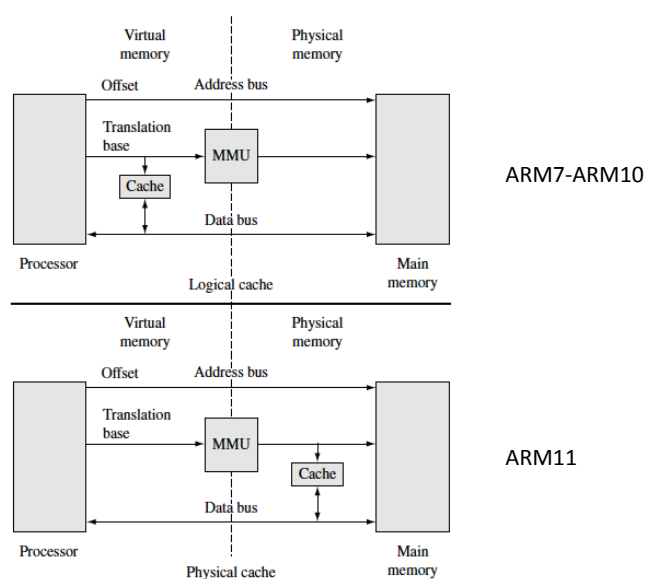 Virtual
memory
Physical
memory
Offset
Address bus
Translation
base
MMU
ARM7-ARM10
Cache
Data bus
Processor
Main
memory
Logical cache
Virtual
memory
Physical
memory
Offset
Address bus
Translation
base
MMU
ARM11
Cache
Data bus
Processor
Main
memory
Physical cache